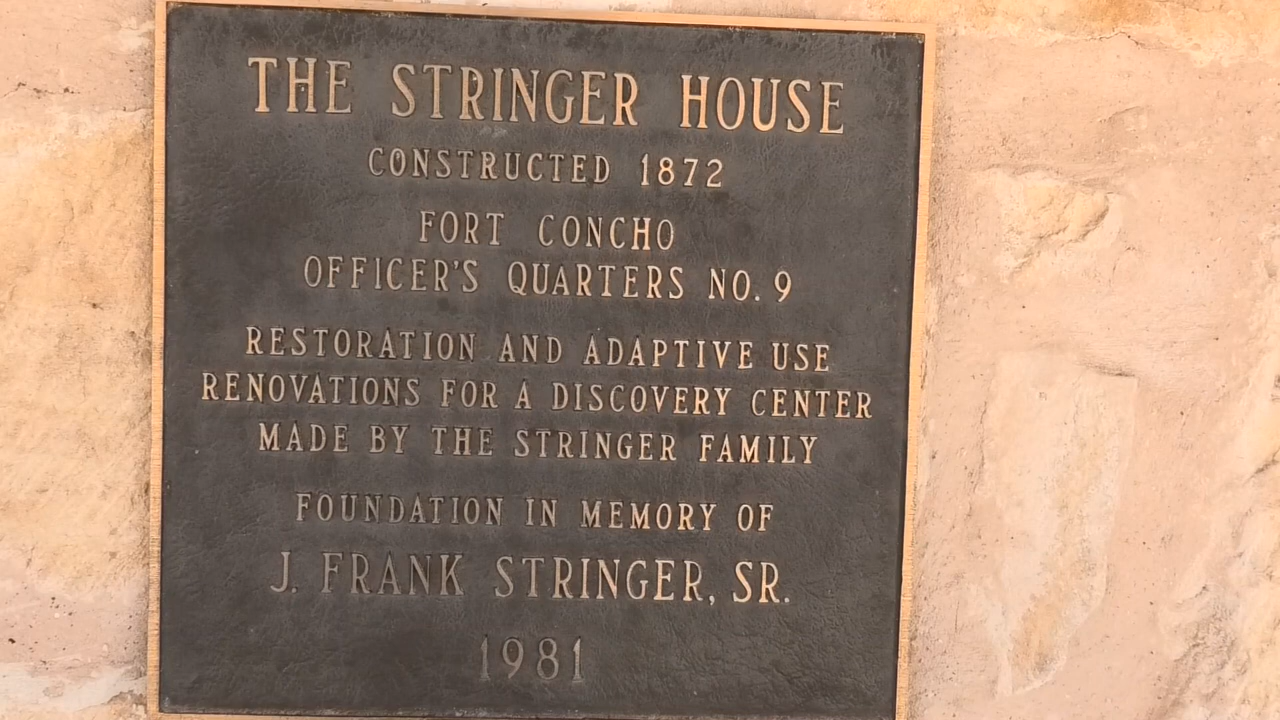 THE STRINGER HOUSE
CONSTRUCTED 1872
FORT CONCHO
OFFICER'S QUARTERS NO. 9
RESTORATION AND ADAPTIVE USE
RENOVATIONS FOR A DISCOVERY CENTER
MADE BY THE STRINGER FAMILY
FOUNDATION IN MEMORY OF
J. FRANK STRINGER, SR.
1981